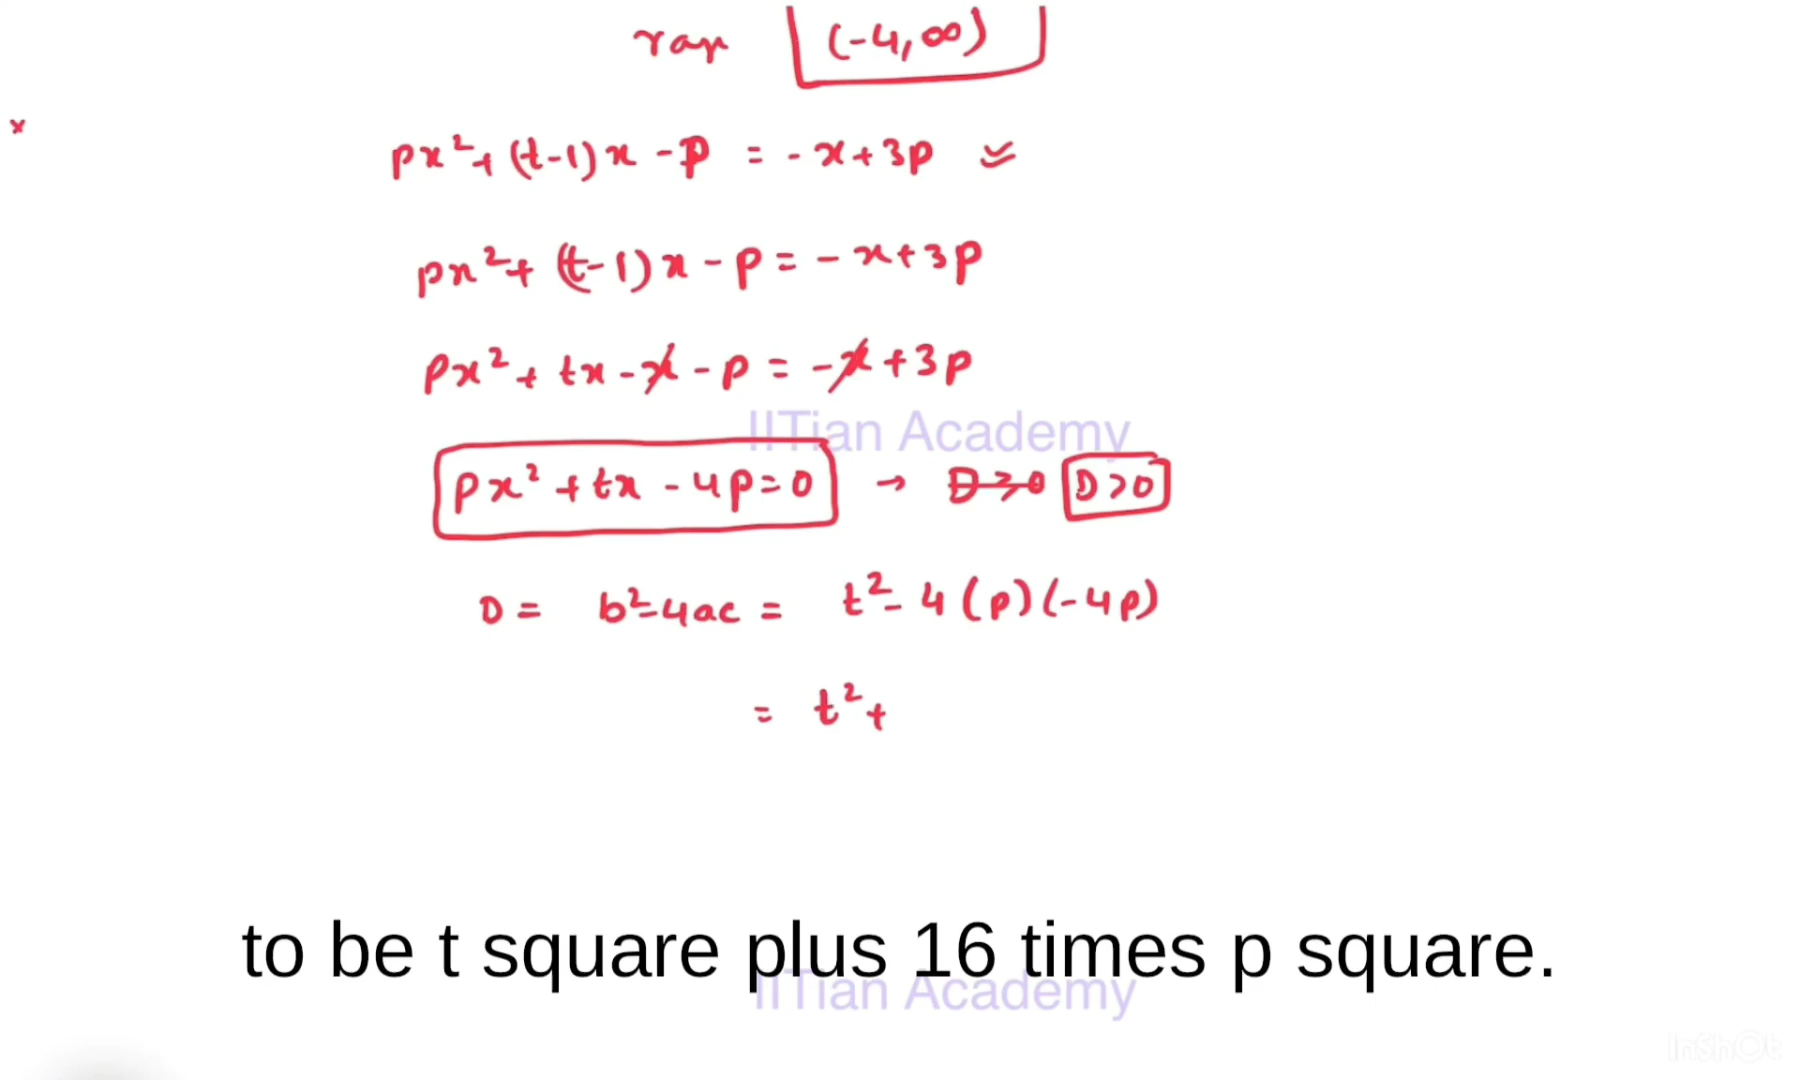 ran (-4, ∞)
x
px² + (t-1)x - p = -x + 3p
px² + (t-1)x - p = -x + 3p
px² + tx - x - p = -x + 3p
IITian Academy
px² + tx - 4p = 0 → D ≥ 0 D > 0
D = b² - 4ac = t² - 4(p)(-4p)
= t² +
to be t square plus 16 times p square.
IITian Academy
InShOt